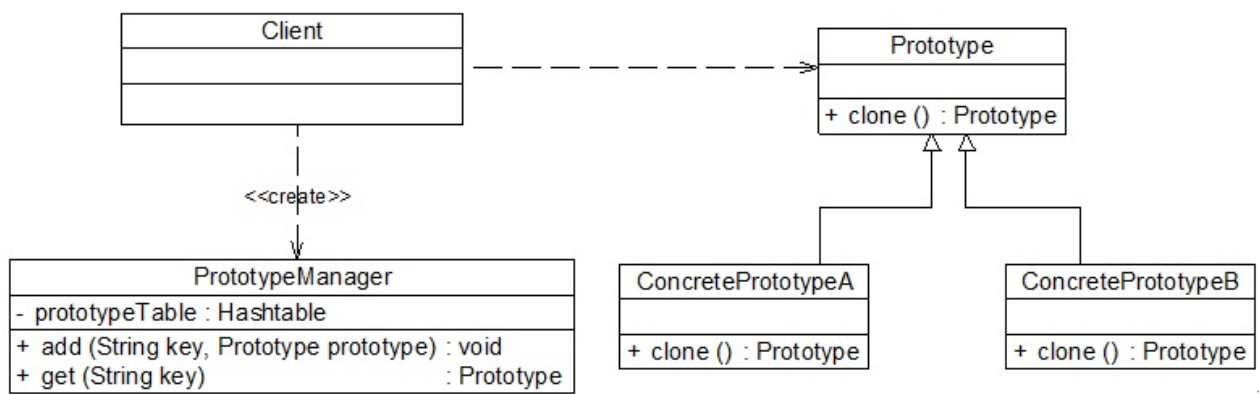 Client
Prototype
+ clone () : Prototype
<<create>>
PrototypeManager
- prototypeTable : Hashtable
+ add (String key, Prototype prototype) : void
+ get (String key) : Prototype
ConcretePrototypeA
+ clone () : Prototype
ConcretePrototypeB
+ clone () : Prototype